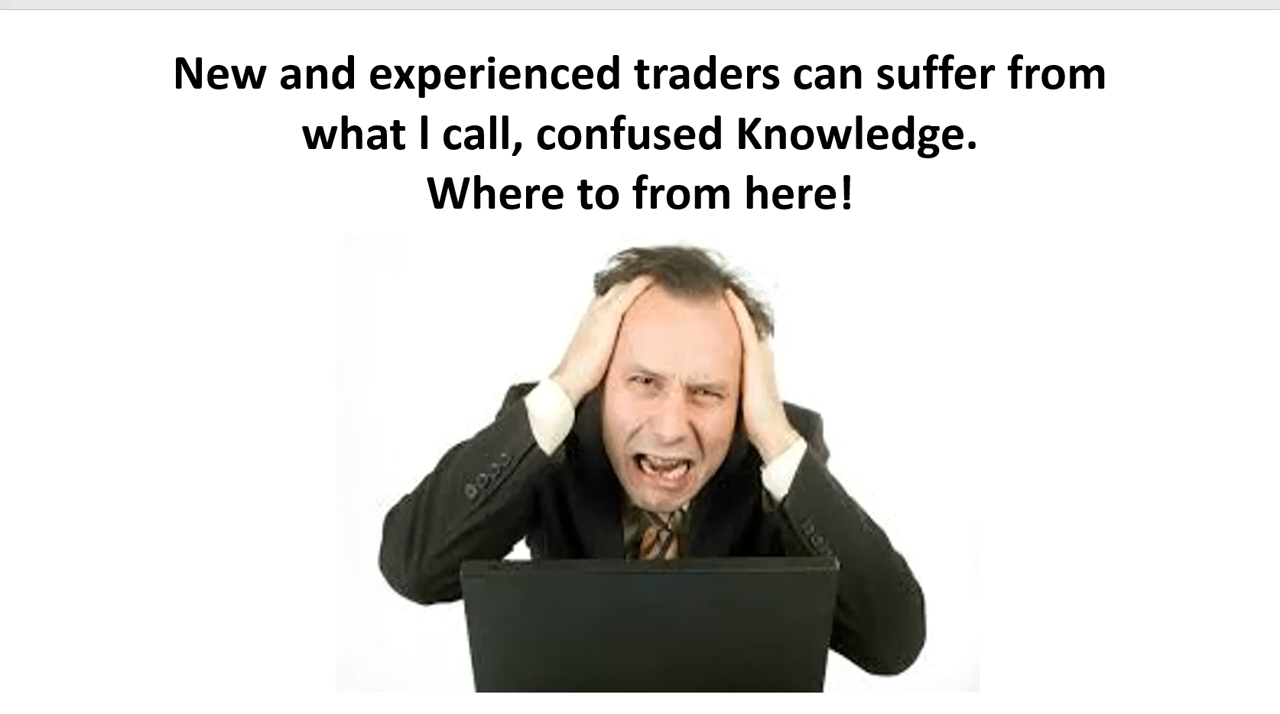 New and experienced traders can suffer from
what l call, confused Knowledge.
Where to from here!